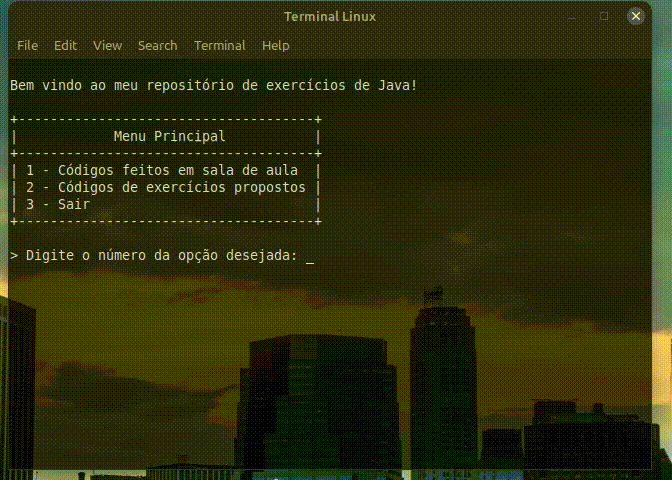 Terminal Linux
File Edit View Search Terminal Help
Bem vindo ao meu repositório de exercícios de Java!
+-------------------------------------+
| Menu Principal |
+-------------------------------------+
| 1 - Códigos feitos em sala de aula |
| 2 - Códigos de exercícios propostos |
| 3 - Sair |
+-------------------------------------+
> Digite o número da opção desejada: _